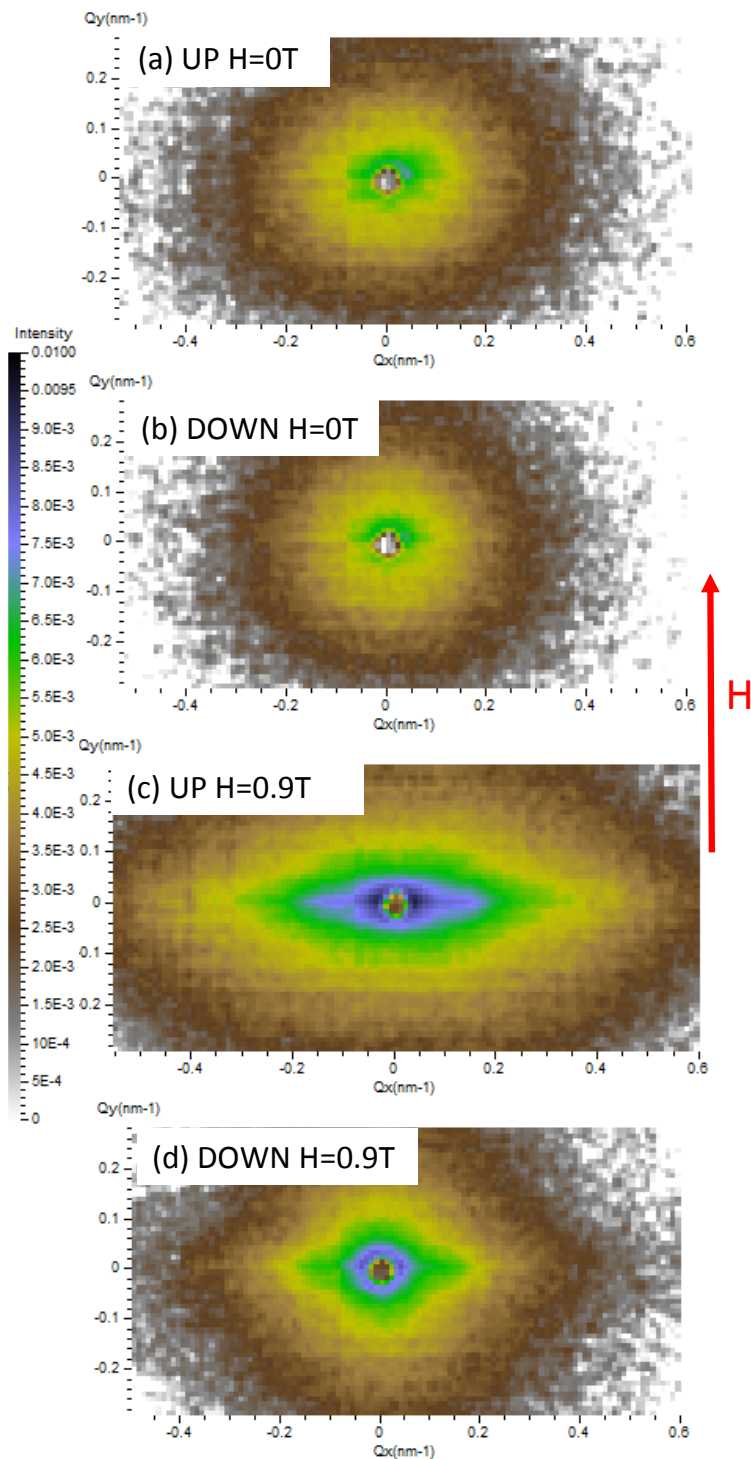 Qy(nm-1)
(a) UP H=0T
0.2
0.1
0
-0.1
-0.2
-0.4
-0.2
0
0.2
0.4
0.6
Qx(nm-1)
Intensity
0.0100
0.0095
9.0E-3
8.5E-3
8.0E-3
7.5E-3
7.0E-3
6.5E-3
6.0E-3
5.5E-3
5.0E-3
4.5E-3
4.0E-3
3.5E-3
3.0E-3
2.5E-3
2.0E-3
1.5E-3
10E-4
5E-4
0
Qy(nm-1)
(b) DOWN H=0T
0.2
0.1
0
-0.1
-0.2
-0.4
-0.2
0
0.2
0.4
0.6
Qx(nm-1)
H
Qy(nm-1)
(c) UP H=0.9T
0.2
0.1
0
-0.1
0.2
-0.4
-0.2
0
0.2
0.4
0.6
Qx(nm-1)
Qy(nm-1)
(d) DOWN H=0.9T
0.2
0.1
0
-0.1
-0.2
-0.4
-0.2
0
0.2
0.4
0.6
Qx(nm-1)